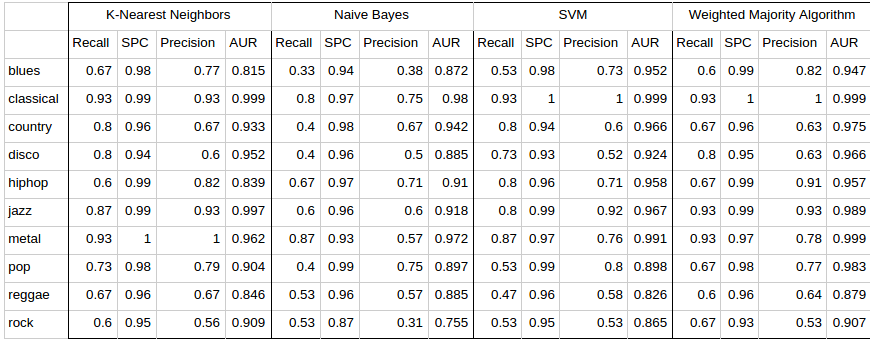 K-Nearest Neighbors Naive Bayes SVM Weighted Majority Algorithm
Recall SPC Precision AUR Recall SPC Precision AUR Recall SPC Precision AUR Recall SPC Precision AUR
blues 0.67 0.98 0.77 0.815 0.33 0.94 0.38 0.872 0.53 0.98 0.73 0.952 0.6 0.99 0.82 0.947
classical 0.93 0.99 0.93 0.999 0.8 0.97 0.75 0.98 0.93 1 1 0.999 0.93 1 1 0.999
country 0.8 0.96 0.67 0.933 0.4 0.98 0.67 0.942 0.8 0.94 0.6 0.966 0.67 0.96 0.63 0.975
disco 0.8 0.94 0.6 0.952 0.4 0.96 0.5 0.885 0.73 0.93 0.52 0.924 0.8 0.95 0.63 0.966
hiphop 0.6 0.99 0.82 0.839 0.67 0.97 0.71 0.91 0.8 0.96 0.71 0.958 0.67 0.99 0.91 0.957
jazz 0.87 0.99 0.93 0.997 0.6 0.96 0.6 0.918 0.8 0.99 0.92 0.967 0.93 0.99 0.93 0.989
metal 0.93 1 1 0.962 0.87 0.93 0.57 0.972 0.87 0.97 0.76 0.991 0.93 0.97 0.78 0.999
pop 0.73 0.98 0.79 0.904 0.4 0.99 0.75 0.897 0.53 0.99 0.8 0.898 0.67 0.98 0.77 0.983
reggae 0.67 0.96 0.67 0.846 0.53 0.96 0.57 0.885 0.47 0.96 0.58 0.826 0.6 0.96 0.64 0.879
rock 0.6 0.95 0.56 0.909 0.53 0.87 0.31 0.755 0.53 0.95 0.53 0.865 0.67 0.93 0.53 0.907